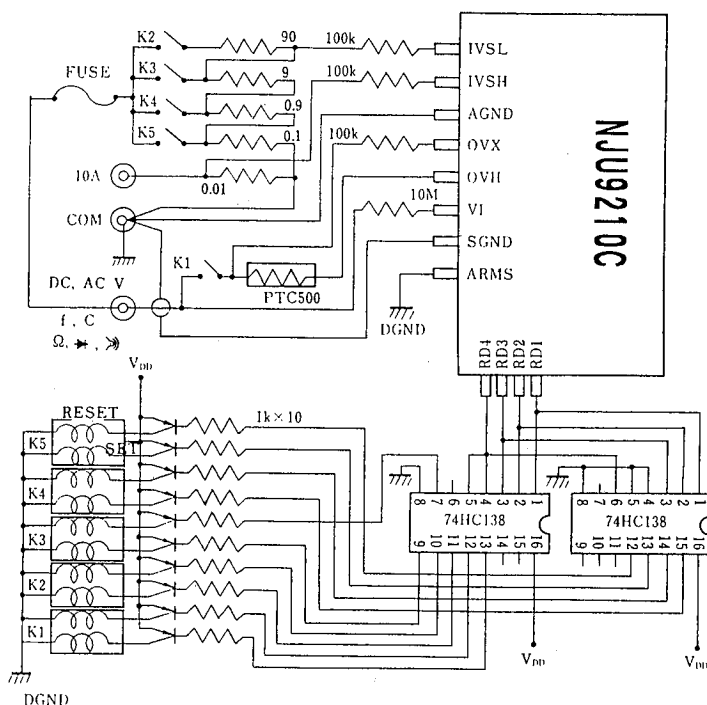 K2
90
100k
IVSL
FUSE
K3
9
100k
IVSH
K4
0.9
AGND
K5
0.1
100k
OVX
10A
0.01
OVH
10M
VI
COM
SGND
K1
DC, AC V
PTC500
ARMS
f, C
DGND
Ω,
NJU9210C
RD4
RD3
RD2
RD1
VDD
RESET
1k×10
K5
SET
K4
K3
K2
K1
8 7 6 5 4 3 2 1
74HC138
9 10 11 12 13 14 15 16
8 7 6 5 4 3 2 1
74HC138
9 10 11 12 13 14 15 16
VDD
VDD
DGND